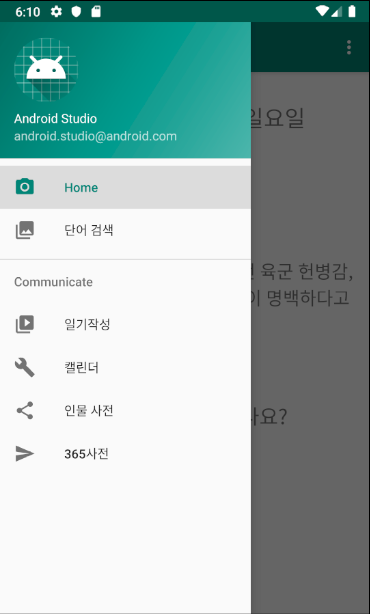 6:10
Android Studio
android.studio@android.com
일요일
Home
단어 검색
육군 헌병감,
Communicate
이 명백하다고
일기작성
캘린더
인물 사전
나요?
365사전